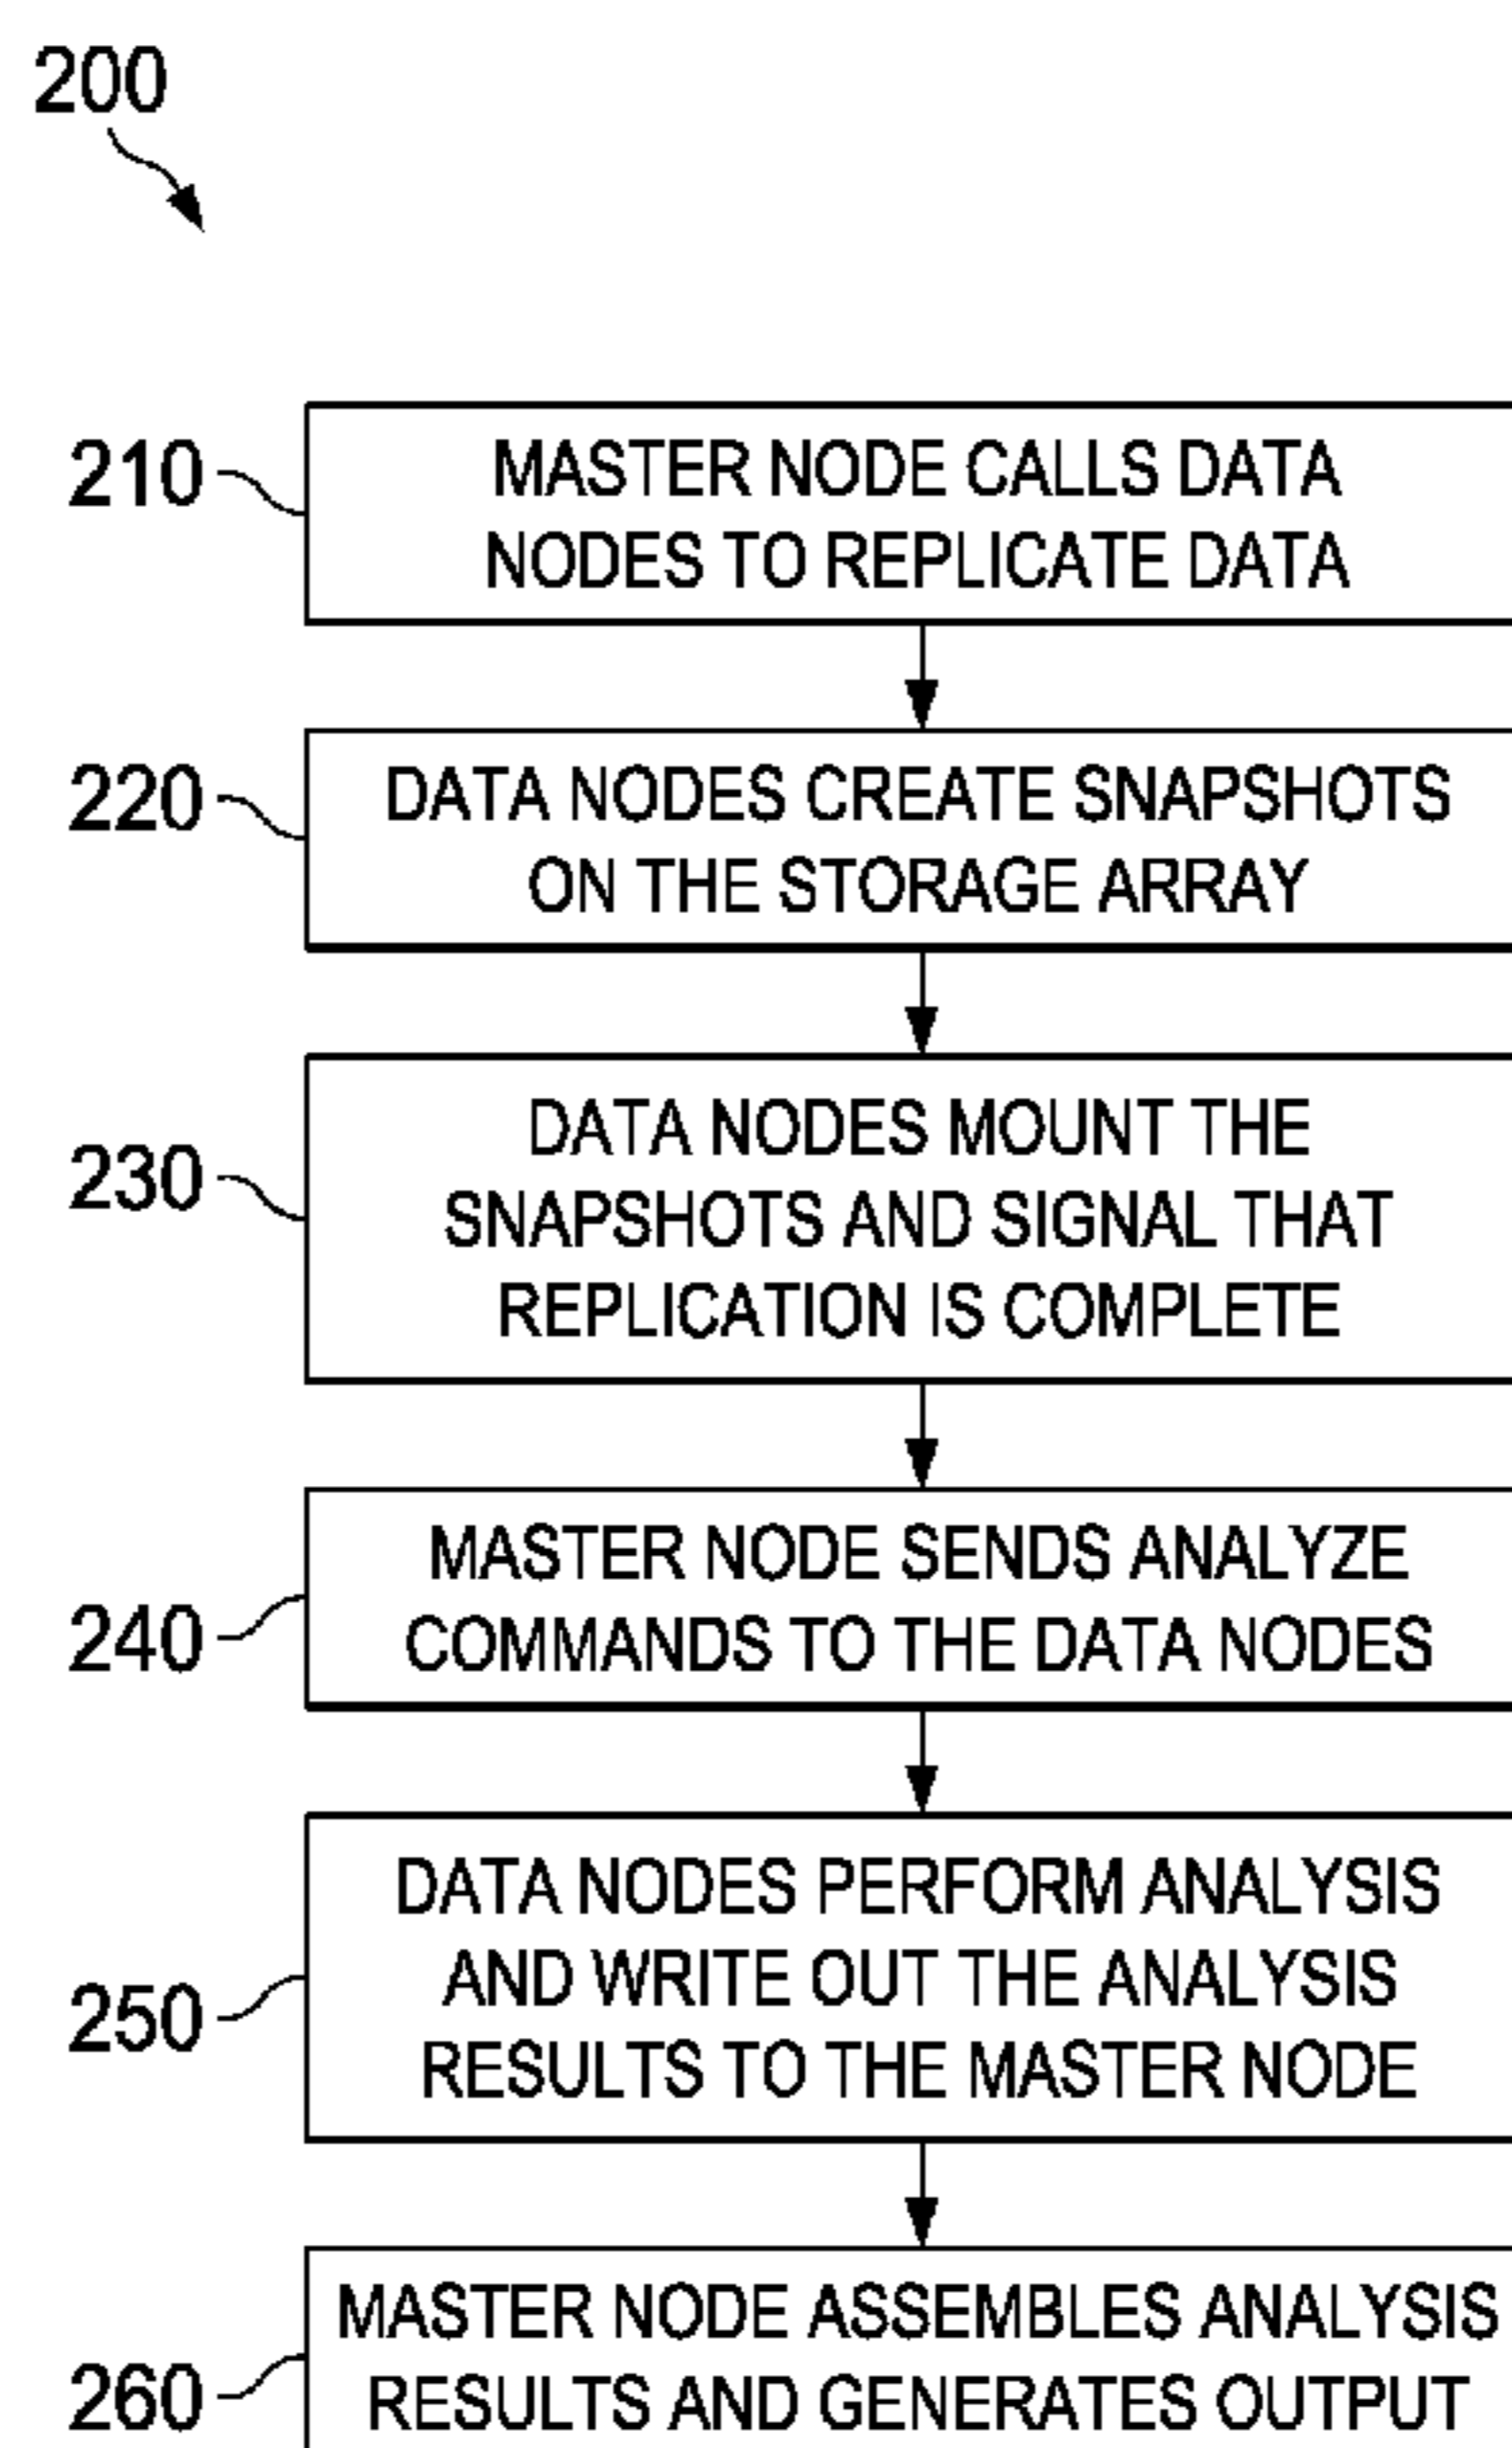 200
210
MASTER NODE CALLS DATA
NODES TO REPLICATE DATA
220
DATA NODES CREATE SNAPSHOTS
ON THE STORAGE ARRAY
230
DATA NODES MOUNT THE
SNAPSHOTS AND SIGNAL THAT
REPLICATION IS COMPLETE
240
MASTER NODE SENDS ANALYZE
COMMANDS TO THE DATA NODES
250
DATA NODES PERFORM ANALYSIS
AND WRITE OUT THE ANALYSIS
RESULTS TO THE MASTER NODE
260
MASTER NODE ASSEMBLES ANALYSIS
RESULTS AND GENERATES OUTPUT